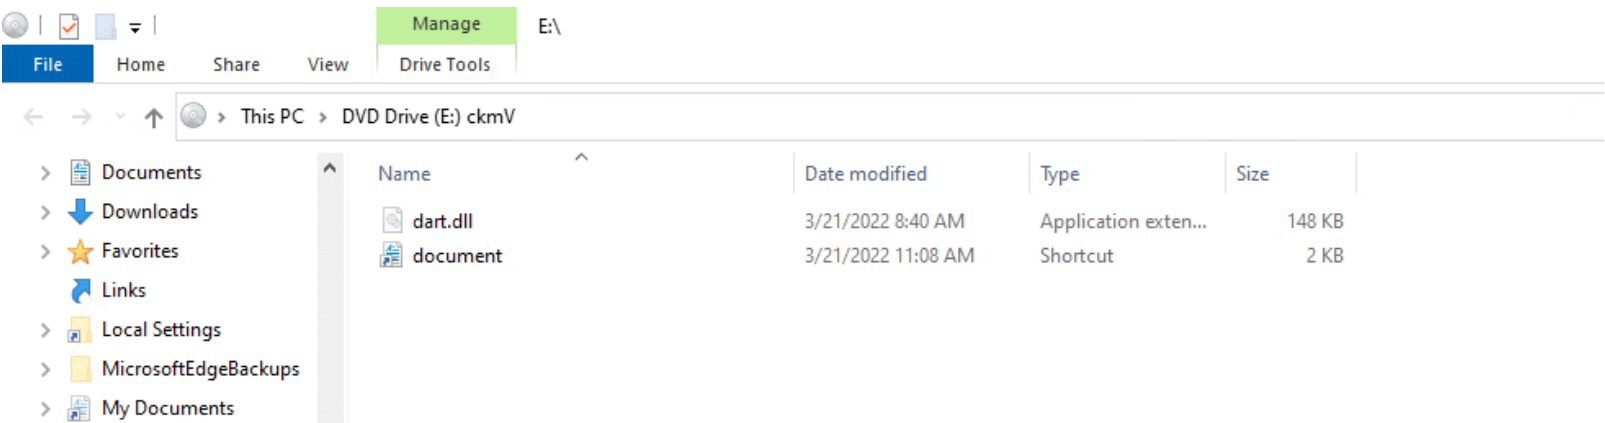 Manage E:\
File Home Share View Drive Tools
This PC DVD Drive (E:) ckmV
Documents
Downloads
Favorites
Links
Local Settings
MicrosoftEdgeBackups
My Documents
Name Date modified Type Size
dart.dll 3/21/2022 8:40 AM Application exten... 148 KB
document 3/21/2022 11:08 AM Shortcut 2 KB